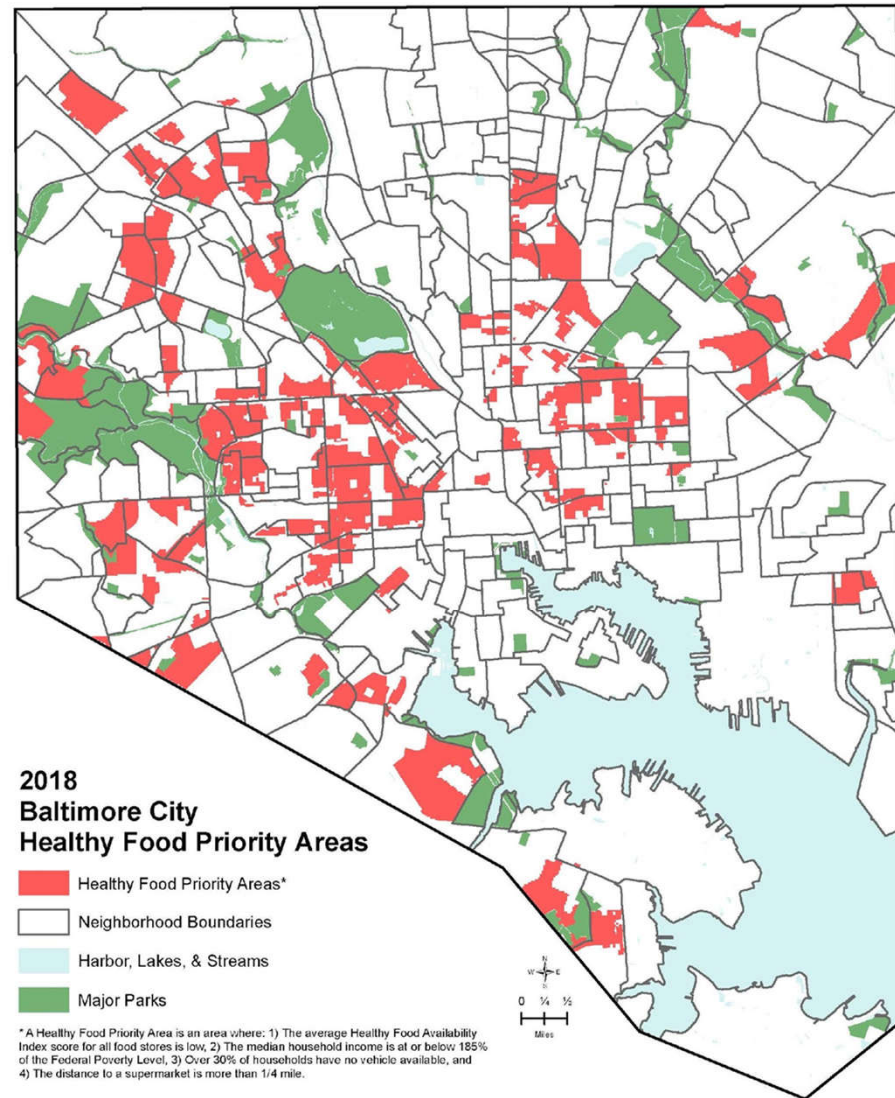 2018
Baltimore City
Healthy Food Priority Areas
Healthy Food Priority Areas*
Neighborhood Boundaries
Harbor, Lakes, & Streams
Major Parks
* A Healthy Food Priority Area is an area where: 1) The average Healthy Food Availability
Index score for all food stores is low, 2) The median household income is at or below 185%
of the Federal Poverty Level, 3) Over 30% of households have no vehicle available, and
4) The distance to a supermarket is more than 1/4 mile.
N
W E
S
0 ¼ ½
Miles